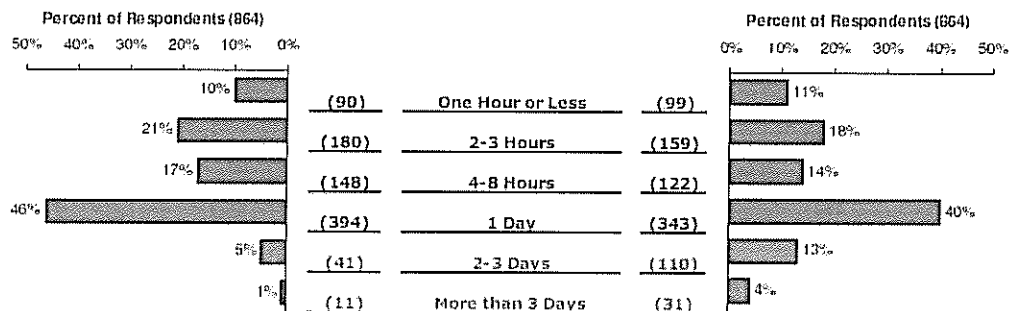 Percent of Respondents (864)
50% 40% 30% 20% 10% 0%
Percent of Respondents (864)
0% 10% 20% 30% 40% 50%
10% (90) One Hour or Less (99) 11%
21% (180) 2-3 Hours (159) 18%
17% (148) 4-8 Hours (122) 14%
46% (394) 1 Day (343) 40%
5% (41) 2-3 Days (110) 13%
1% (11) More than 3 Days (31) 4%